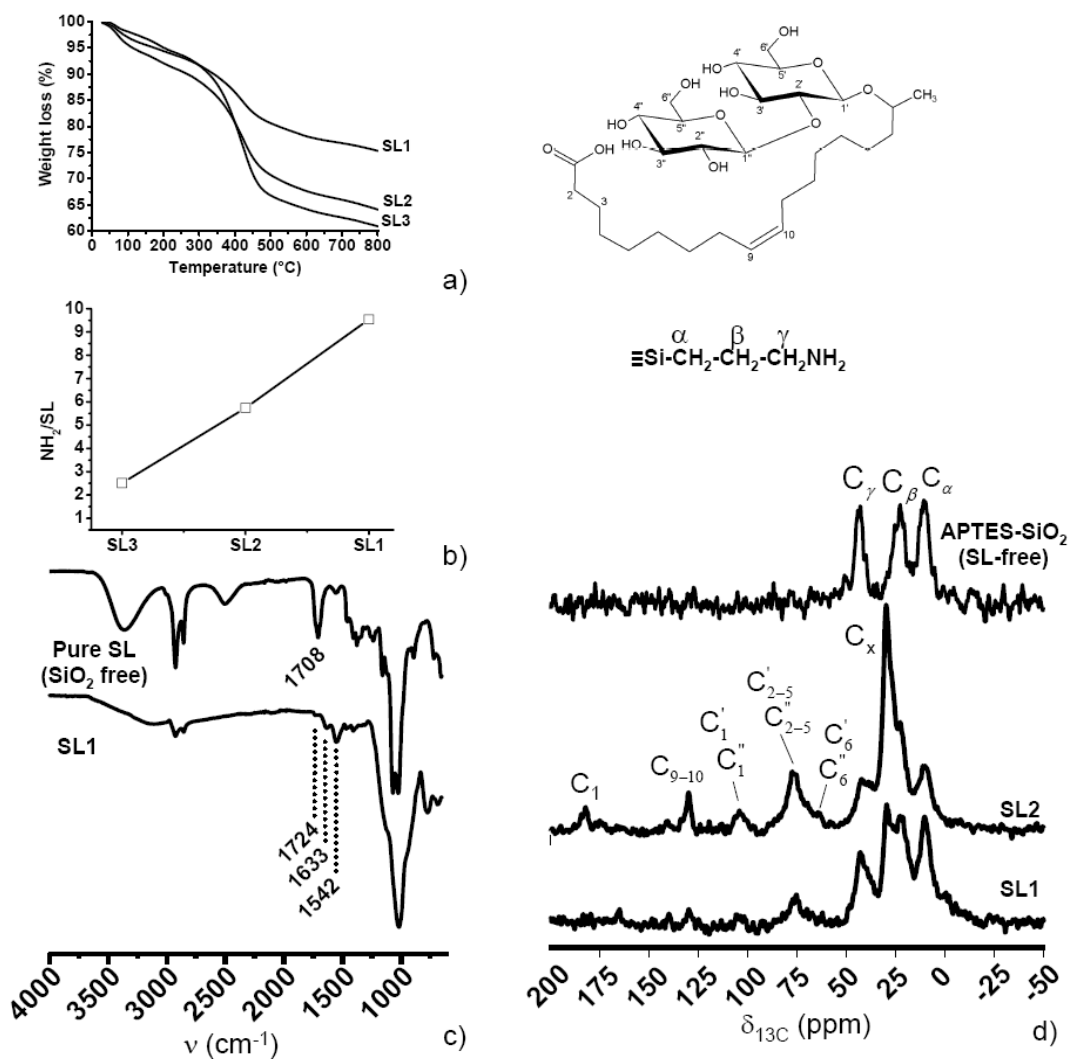 100
95
90
85
80
75
70
65
60
Weight loss (%)
SL1
SL2
SL3
0 100 200 300 400 500 600 700 800
Temperature (°C)
a)
OH
6'
4'
HO
5'
O
HO
3'
2'
1'
O
CH3
OH
6"
4"
HO
5"
O
O
HO
3"
2"
OH
1"
O
OH
2
3
9
10
10
9
8
7
6
5
4
3
2
1
NH2/SL
SL3 SL2 SL1
b)
α β γ
≡Si-CH2-CH2-CH2NH2
Pure SL
(SiO2 free)
1708
SL1
1724
1633
1542
4000 3500 3000 2500 2000 1500 1000
ν (cm-1)
c)
Cγ Cβ Cα
APTES-SiO2
(SL-free)
Cx
C'2-5
C"2-5
C'1
C"1
C'6
C"6
C9-10
C1
SL2
SL1
200 175 150 125 100 75 50 25 0 -25 -50
δ13C (ppm)
d)